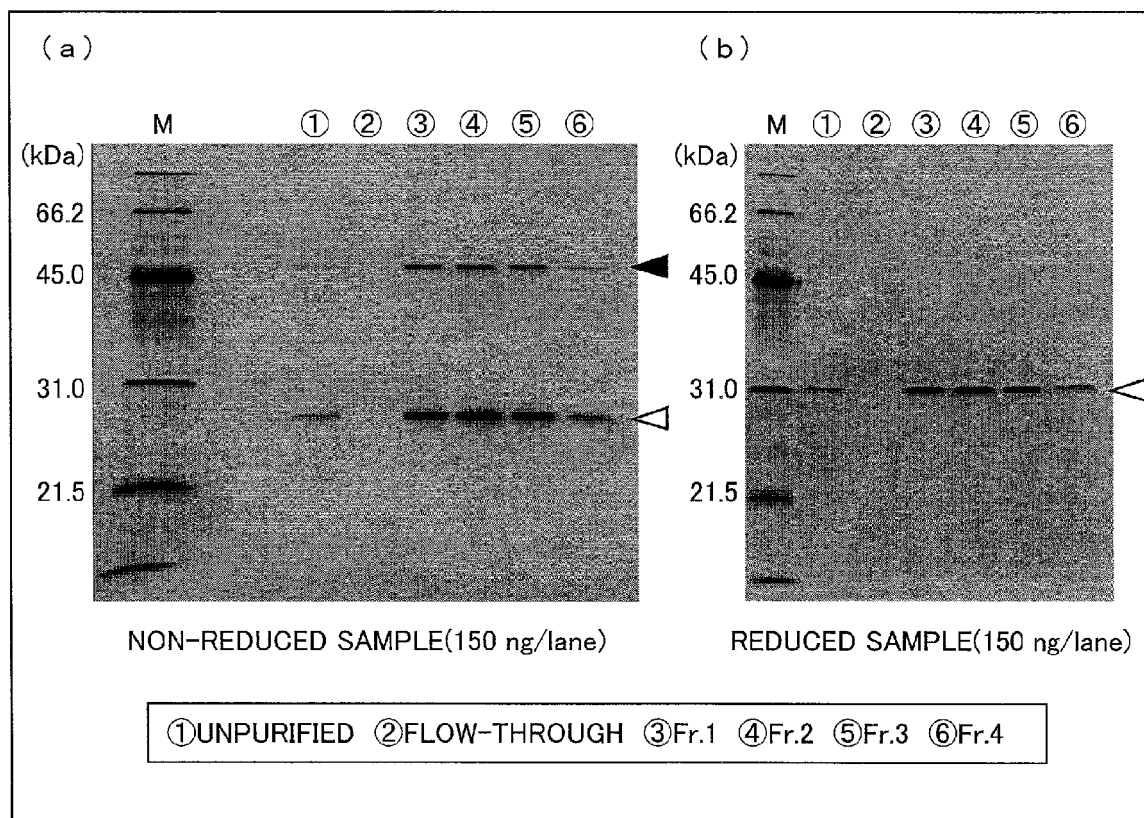 (a)
M ① ② ③ ④ ⑤ ⑥
(kDa)
66.2
45.0
31.0
21.5
NON-REDUCED SAMPLE(150 ng/lane)
(b)
M ① ② ③ ④ ⑤ ⑥
(kDa)
66.2
45.0
31.0
21.5
REDUCED SAMPLE(150 ng/lane)
①UNPURIFIED ②FLOW-THROUGH ③Fr.1 ④Fr.2 ⑤Fr.3 ⑥Fr.4